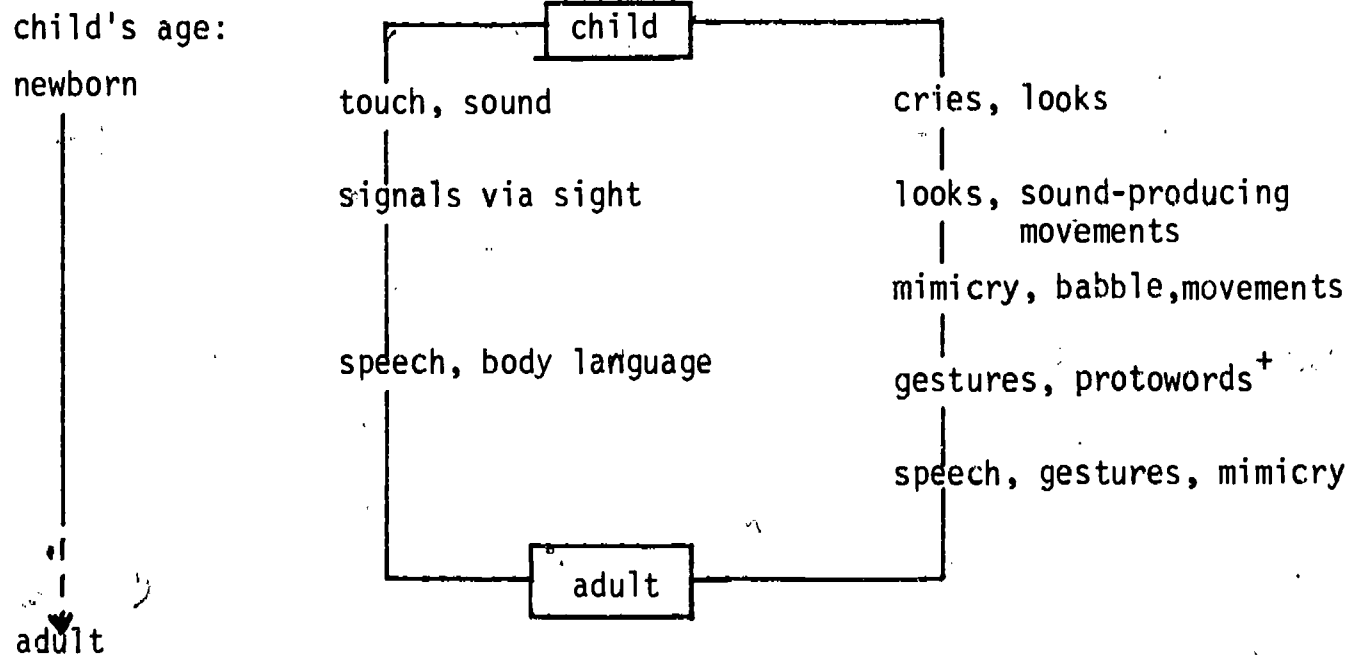 child's age:
newborn
adult
child
touch, sound
signals via sight
speech, body language
cries, looks
looks, sound-producing
movements
mimicry, babble,movements
gestures, protowords+
speech, gestures, mimicry
adult